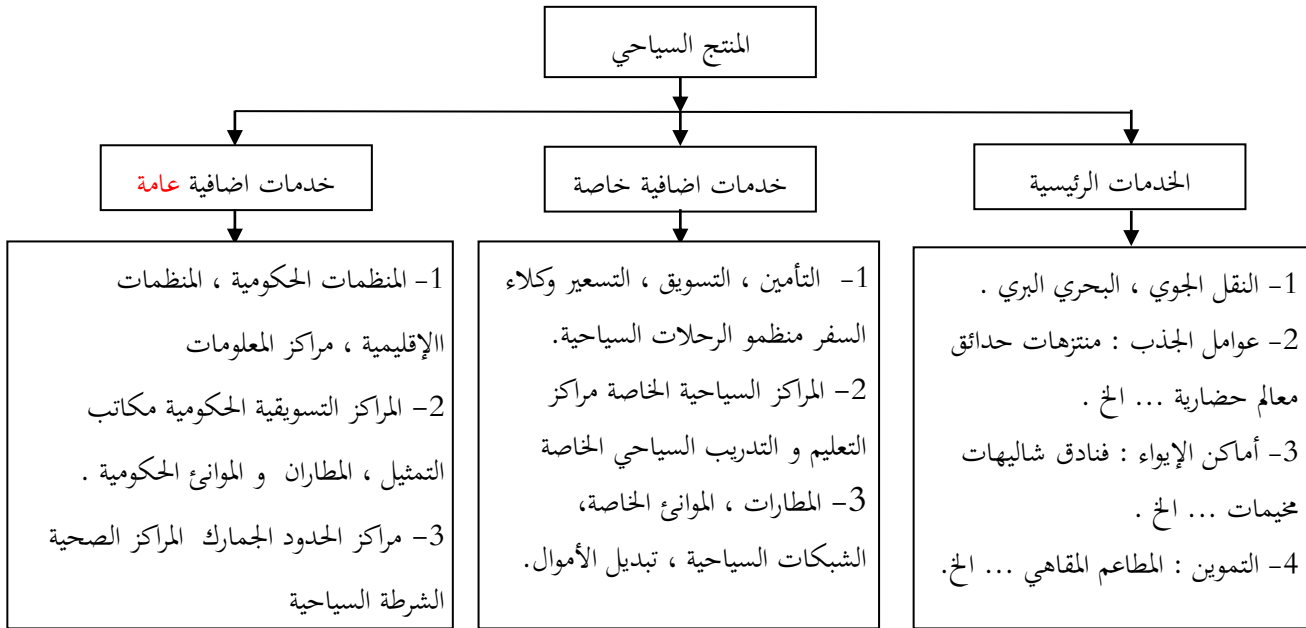 المنتج السياحي
الخدمات الرئيسية
خدمات اضافية خاصة
خدمات اضافية عامة
1- النقل الجوي ، البحري البري .
2- عوامل الجذب : منتزهات حدائق
معالم حضارية ... الخ .
3- أماكن الإيواء : فنادق شاليهات
مخيمات ... الخ .
4- التموين : المطاعم المقاهي ... الخ.
1- التأمين ، التسويق ، التسعير وكلاء
السفر منظمو الرحلات السياحية.
2- المراكز السياحية الخاصة مراكز
التعليم و التدريب السياحي الخاصة
3- المطارات ، الموانئ الخاصة،
الشبكات السياحية ، تبديل الأموال.
1- المنظمات الحكومية ، المنظمات
االإقليمية ، مراكز المعلومات
2- المراكز التسويقية الحكومية مكاتب
التمثيل ، المطاران و الموانئ الحكومية .
3- مراكز الحدود الجمارك المراكز الصحية
الشرطة السياحية